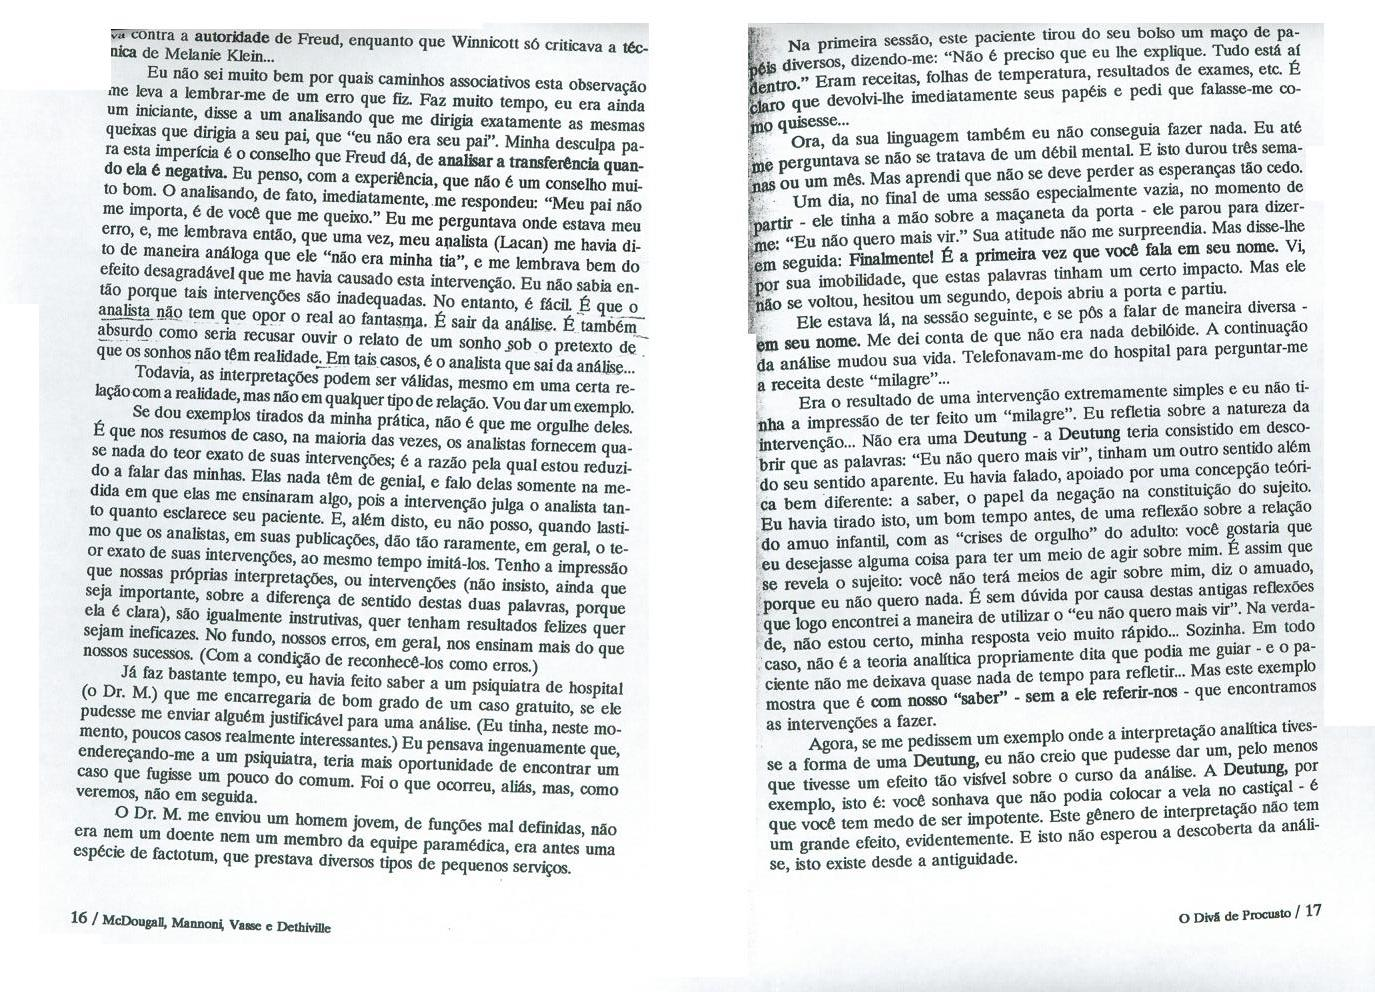 va contra a autoridade de Freud, enquanto que Winnicott só criticava a téc-
nica de Melanie Klein...
Eu não sei muito bem por quais caminhos associativos esta observação
me leva a lembrar-me de um erro que fiz. Faz muito tempo, eu era ainda
um iniciante, disse a um analisando que me dirigia exatamente as mesmas
queixas que dirigia a seu pai, que “eu não era seu pai”. Minha desculpa pa-
ra esta imperícia é o conselho que Freud dá, de analisar a transferência quan-
do ela é negativa. Eu penso, com a experiência, que não é um conselho mui-
to bom. O analisando, de fato, imediatamente, me respondeu: “Meu pai não
me importa, é de você que me queixo.” Eu me perguntava onde estava meu
erro, e, me lembrava então, que uma vez, meu analista (Lacan) me havia di-
to de maneira análoga que ele “não era minha tia”, e me lembrava bem do
efeito desagradável que me havia causado esta intervenção. Eu não sabia en-
tão porque tais intervenções são inadequadas. No entanto, é fácil. É que o
analista não tem que opor o real ao fantasma. É sair da análise. É também
absurdo como seria recusar ouvir o relato de um sonho sob o pretexto de
que os sonhos não têm realidade. Em tais casos, é o analista que sai da análise...
Todavia, as interpretações podem ser válidas, mesmo em uma certa re-
lação com a realidade, mas não em qualquer tipo de relação. Vou dar um exemplo.
Se dou exemplos tirados da minha prática, não é que me orgulhe deles.
É que nos resumos de caso, na maioria das vezes, os analistas fornecem qua-
se nada do teor exato de suas intervenções; é a razão pela qual estou reduzi-
do a falar das minhas. Elas nada têm de genial, e falo delas somente na me-
dida em que elas me ensinaram algo, pois a intervenção julga o analista tan-
to quanto esclarece seu paciente. E, além disto, eu não posso, quando lasti-
mo que os analistas, em suas publicações, dão tão raramente, em geral, o te-
or exato de suas intervenções, ao mesmo tempo imitá-los. Tenho a impressão
que nossas próprias interpretações, ou intervenções (não insisto, ainda que
seja importante, sobre a diferença de sentido destas duas palavras, porque
ela é clara), são igualmente instrutivas, quer tenham resultados felizes quer
sejam ineficazes. No fundo, nossos erros, em geral, nos ensinam mais do que
nossos sucessos. (Com a condição de reconhecê-los como erros.)
Já faz bastante tempo, eu havia feito saber a um psiquiatra de hospital
(o Dr. M.) que me encarregaria de bom grado de um caso gratuito, se ele
pudesse me enviar alguém justificável para uma análise. (Eu tinha, neste mo-
mento, poucos casos realmente interessantes.) Eu pensava ingenuamente que,
endereçando-me a um psiquiatra, teria mais oportunidade de encontrar um
caso que fugisse um pouco do comum. Foi o que ocorreu, aliás, mas, como
veremos, não em seguida.
O Dr. M. me enviou um homem jovem, de funções mal definidas, não
era nem um doente nem um membro da equipe paramédica, era antes uma
espécie de factotum, que prestava diversos tipos de pequenos serviços.
16 / McDougall, Mannoni, Vasse e Dethiville
Na primeira sessão, este paciente tirou do seu bolso um maço de pa-
péis diversos, dizendo-me: “Não é preciso que eu lhe explique. Tudo está aí
dentro.” Eram receitas, folhas de temperatura, resultados de exames, etc. É
claro que devolvi-lhe imediatamente seus papéis e pedi que falasse-me co-
mo quisesse...
Ora, da sua linguagem também eu não conseguia fazer nada. Eu até
me perguntava se não se tratava de um débil mental. E isto durou três sema-
nas ou um mês. Mas aprendi que não se deve perder as esperanças tão cedo.
Um dia, no final de uma sessão especialmente vazia, no momento de
partir - ele tinha a mão sobre a maçaneta da porta - ele parou para dizer-
me: “Eu não quero mais vir.” Sua atitude não me surpreendia. Mas disse-lhe
em seguida: Finalmente! É a primeira vez que você fala em seu nome. Vi,
por sua imobilidade, que estas palavras tinham um certo impacto. Mas ele
não se voltou, hesitou um segundo, depois abriu a porta e partiu.
Ele estava lá, na sessão seguinte, e se pôs a falar de maneira diversa -
em seu nome. Me dei conta de que não era nada debilóide. A continuação
da análise mudou sua vida. Telefonavam-me do hospital para perguntar-me
a receita deste “milagre”...
Era o resultado de uma intervenção extremamente simples e eu não ti-
nha a impressão de ter feito um “milagre”. Eu refletia sobre a natureza da
intervenção... Não era uma Deutung - a Deutung teria consistido em desco-
brir que as palavras: “Eu não quero mais vir”, tinham um outro sentido além
do seu sentido aparente. Eu havia falado, apoiado por uma concepção teóri-
ca bem diferente: a saber, o papel da negação na constituição do sujeito.
Eu havia tirado isto, um bom tempo antes, de uma reflexão sobre a relação
do amuo infantil, com as “crises de orgulho” do adulto: você gostaria que
eu desejasse alguma coisa para ter um meio de agir sobre mim. É assim que
se revela o sujeito: você não terá meios de agir sobre mim, diz o amuado,
porque eu não quero nada. É sem dúvida por causa destas antigas reflexões
que logo encontrei a maneira de utilizar o “eu não quero mais vir”. Na verda-
de, não estou certo, minha resposta veio muito rápido... Sozinha. Em todo
caso, não é a teoria analítica propriamente dita que podia me guiar - e o pa-
ciente não me deixava quase nada de tempo para refletir... Mas este exemplo
mostra que é com nosso “saber” - sem a ele referir-nos - que encontramos
as intervenções a fazer.
Agora, se me pedissem um exemplo onde a interpretação analítica tives-
se a forma de uma Deutung, eu não creio que pudesse dar um, pelo menos
que tivesse um efeito tão visível sobre o curso da análise. A Deutung, por
exemplo, isto é: você sonhava que não podia colocar a vela no castiçal - é
que você tem medo de ser impotente. Este gênero de interpretação não tem
um grande efeito, evidentemente. E isto não esperou a descoberta da análi-
se, isto existe desde a antiguidade.
O Divã de Procusto / 17